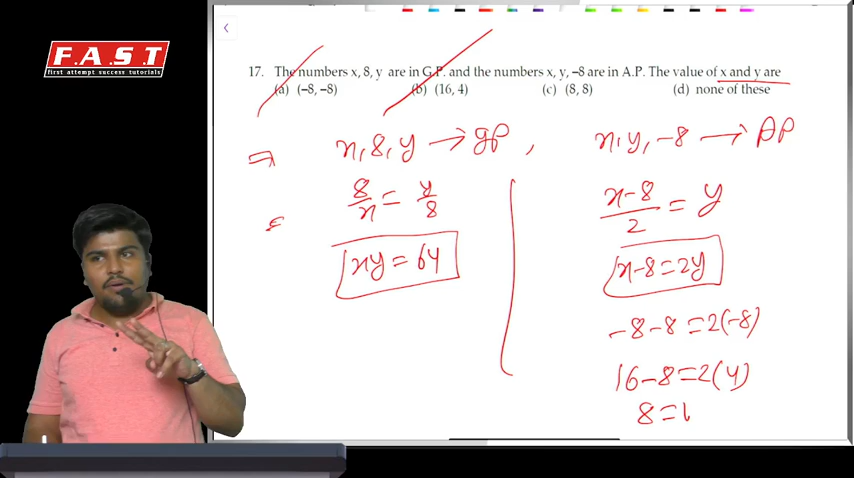 F.A.S.T
first attempt success tutorials
17. The numbers x, 8, y are in G.P. and the numbers x, y, –8 are in A.P. The value of x and y are
(a) (–8, –8) (b) (16, 4) (c) (8, 8) (d) none of these
⇒ x, 8, y → gp , x, y, -8 → AP
8/x = y/8
x-8/2 = y
xy = 64
x-8 = 2y
-8-8 = 2(-8)
16-8 = 2(4)
8 =